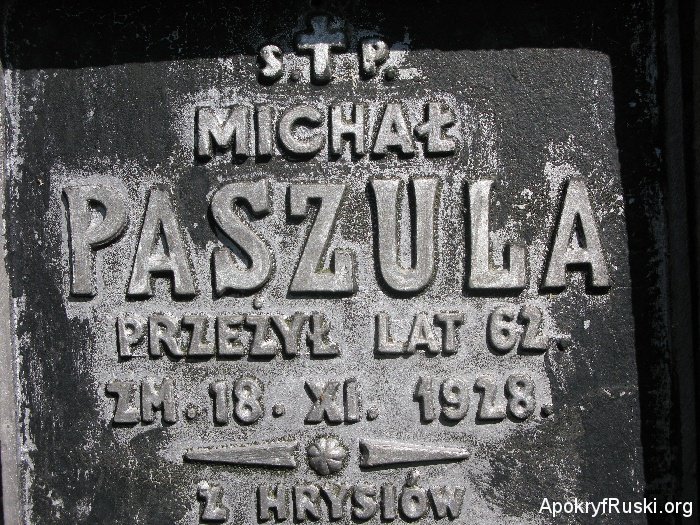 S. † P.
MICHAŁ
PASZULA
PRZEŻYŁ LAT 62.
ZM. 18. XI. 1928.
Z HRYSIÓW
ApokryfRuski.org